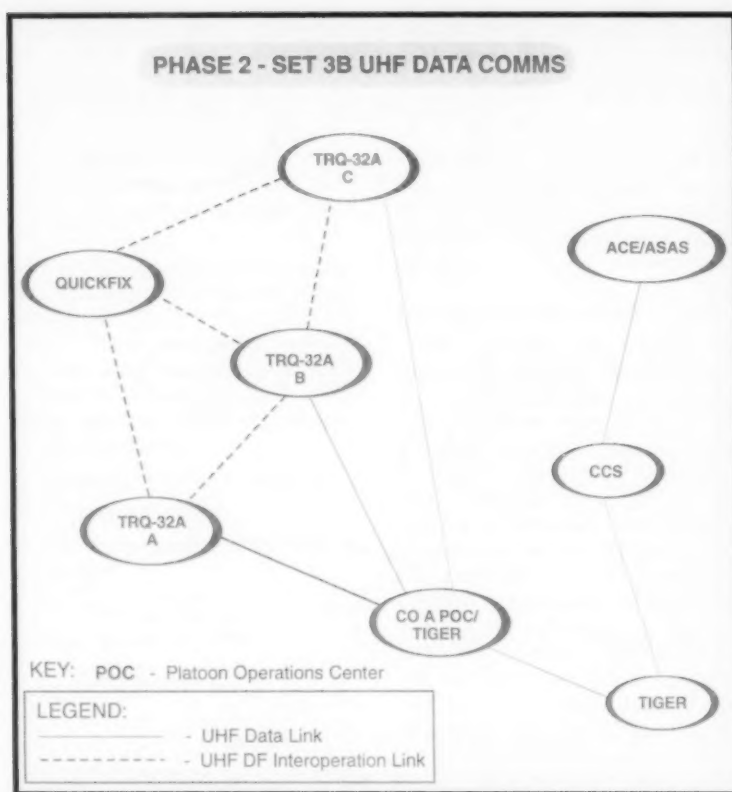 PHASE 2 - SET 3B UHF DATA COMMS
TRQ-32A
C
ACE/ASAS
QUICKFIX
TRQ-32A
B
CCS
TRQ-32A
A
CO A POC/
TIGER
TIGER
KEY: POC - Platoon Operations Center
LEGEND:
- UHF Data Link
- UHF DF Interoperation Link